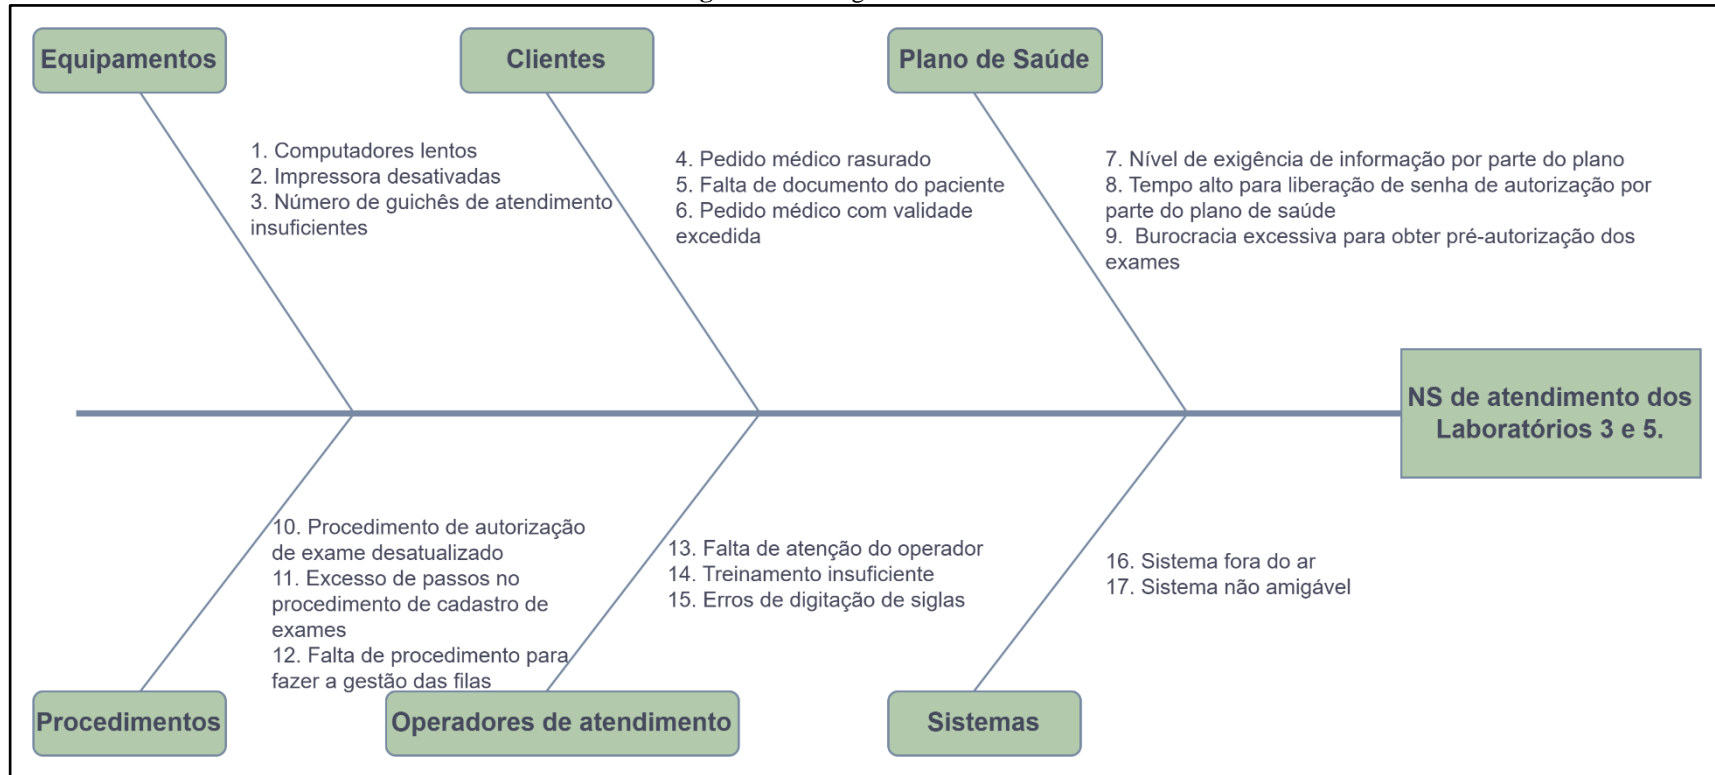 Equipamentos
Clientes
Plano de Saúde
1. Computadores lentos
2. Impressora desativadas
3. Número de guichês de atendimento
insuficientes
4. Pedido médico rasurado
5. Falta de documento do paciente
6. Pedido médico com validade
excedida
7. Nível de exigência de informação por parte do plano
8. Tempo alto para liberação de senha de autorização por
parte do plano de saúde
9. Burocracia excessiva para obter pré-autorização dos
exames
NS de atendimento dos
Laboratórios 3 e 5.
10. Procedimento de autorização
de exame desatualizado
11. Excesso de passos no
procedimento de cadastro de
exames
12. Falta de procedimento para
fazer a gestão das filas
13. Falta de atenção do operador
14. Treinamento insuficiente
15. Erros de digitação de siglas
16. Sistema fora do ar
17. Sistema não amigável
Procedimentos
Operadores de atendimento
Sistemas